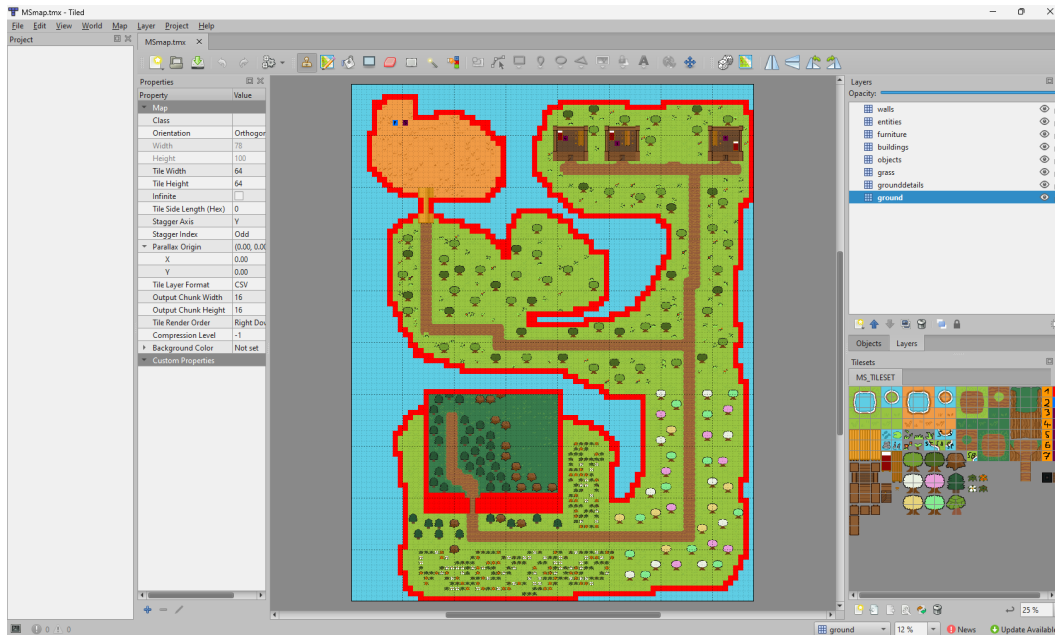 MSmap.tmx - Tiled
File Edit View World Map Layer Project Help
Project
MSmap.tmx
Properties
Property Value
Map
Class
Orientation Orthogor
Width 78
Height 100
Tile Width 64
Tile Height 64
Infinite
Tile Side Length (Hex) 0
Stagger Axis Y
Stagger Index Odd
Parallax Origin (0.00, 0.00
X 0.00
Y 0.00
Tile Layer Format CSV
Output Chunk Width 16
Output Chunk Height 16
Tile Render Order Right Dov
Compression Level -1
Background Color Not set
Custom Properties
Layers
Opacity:
walls
entities
furniture
buildings
objects
grass
grounddetails
ground
Objects Layers
Tilesets
MS_TILESET
1
2
3
4
5
6
7
25 %
0 0
ground 12 % News Update Available